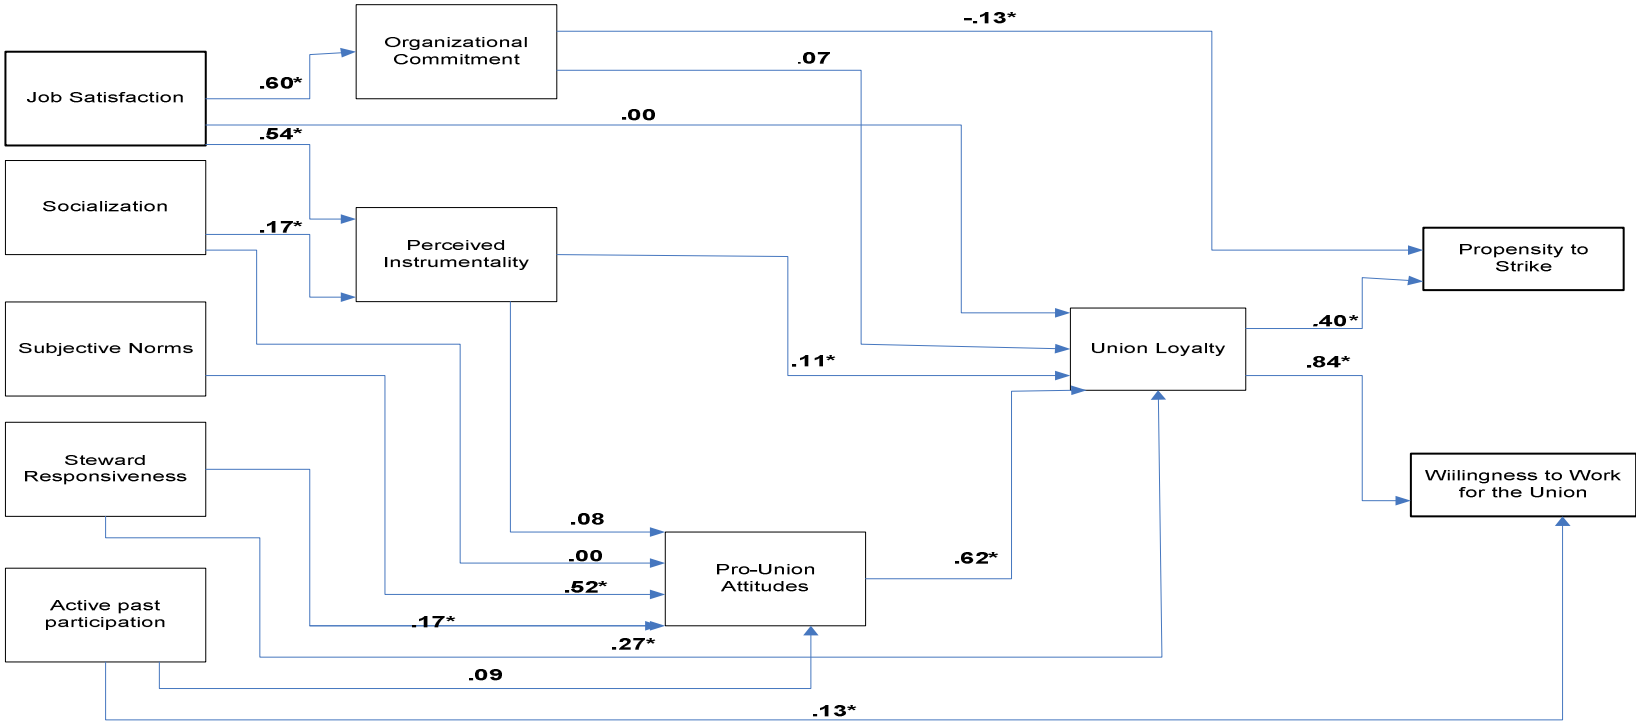 -.13*
Organizational
Commitment
.07
.60*
Job Satisfaction
.00
.54*
Socialization
.17*
Perceived
Instrumentality
Propensity to
Strike
.40*
Subjective Norms
Union Loyalty
.11*
.84*
Steward
Responsiveness
Wiilingness to Work
for the Union
.08
.00
.62*
Pro-Union
Attitudes
.52*
Active past
participation
.17*
.27*
.09
.13*